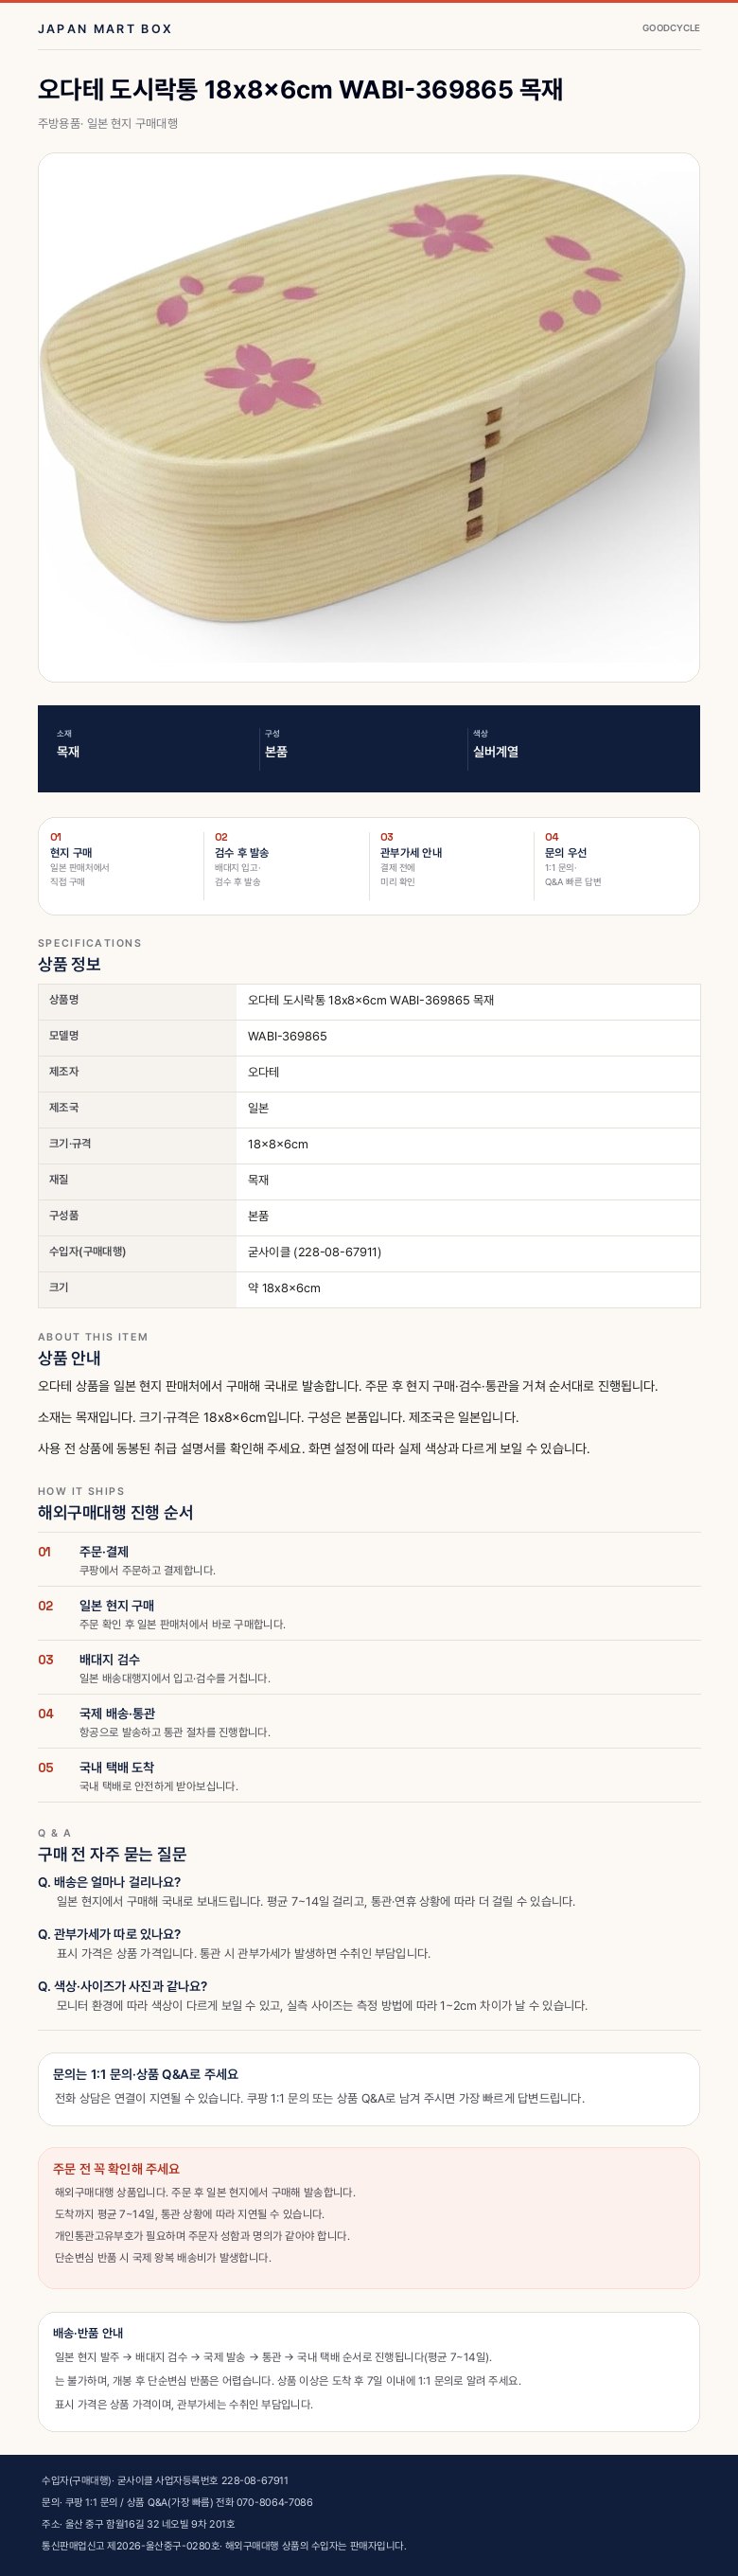 JAPAN MART BOX
GOODCYCLE
오다테 도시락통 18x8x6cm WABI-369865 목재
주방용품· 일본 현지 구매대행
소재
목재
구성
본품
색상
실버계열
01
현지 구매
일본 판매처에서
직접 구매
02
검수 후 발송
배대지 입고·
검수 후 발송
03
관부가세 안내
결제 전에
미리 확인
04
문의 우선
1:1 문의·
Q&A 빠른 답변
SPECIFICATIONS
상품 정보
상품명 오다테 도시락통 18x8x6cm WABI-369865 목재
모델명 WABI-369865
제조자 오다테
제조국 일본
크기·규격 18x8x6cm
재질 목재
구성품 본품
수입자(구매대행) 굳사이클 (228-08-67911)
크기 약 18x8x6cm
ABOUT THIS ITEM
상품 안내
오다테 상품을 일본 현지 판매처에서 구매해 국내로 발송합니다. 주문 후 현지 구매·검수·통관을 거쳐 순서대로 진행됩니다.
소재는 목재입니다. 크기·규격은 18x8x6cm입니다. 구성은 본품입니다. 제조국은 일본입니다.
사용 전 상품에 동봉된 취급 설명서를 확인해 주세요. 화면 설정에 따라 실제 색상과 다르게 보일 수 있습니다.
HOW IT SHIPS
해외구매대행 진행 순서
01 주문·결제
쿠팡에서 주문하고 결제합니다.
02 일본 현지 구매
주문 확인 후 일본 판매처에서 바로 구매합니다.
03 배대지 검수
일본 배송대행지에서 입고·검수를 거칩니다.
04 국제 배송·통관
항공으로 발송하고 통관 절차를 진행합니다.
05 국내 택배 도착
국내 택배로 안전하게 받아보십니다.
Q & A
구매 전 자주 묻는 질문
Q. 배송은 얼마나 걸리나요?
일본 현지에서 구매해 국내로 보내드립니다. 평균 7~14일 걸리고, 통관·연휴 상황에 따라 더 걸릴 수 있습니다.
Q. 관부가세가 따로 있나요?
표시 가격은 상품 가격입니다. 통관 시 관부가세가 발생하면 수취인 부담입니다.
Q. 색상·사이즈가 사진과 같나요?
모니터 환경에 따라 색상이 다르게 보일 수 있고, 실측 사이즈는 측정 방법에 따라 1~2cm 차이가 날 수 있습니다.
문의는 1:1 문의·상품 Q&A로 주세요
전화 상담은 연결이 지연될 수 있습니다. 쿠팡 1:1 문의 또는 상품 Q&A로 남겨 주시면 가장 빠르게 답변드립니다.
주문 전 꼭 확인해 주세요
해외구매대행 상품입니다. 주문 후 일본 현지에서 구매해 발송합니다.
도착까지 평균 7~14일, 통관 상황에 따라 지연될 수 있습니다.
개인통관고유부호가 필요하며 주문자 성함과 명의가 같아야 합니다.
단순변심 반품 시 국제 왕복 배송비가 발생합니다.
배송·반품 안내
일본 현지 발주 → 배대지 검수 → 국제 발송 → 통관 → 국내 택배 순서로 진행됩니다(평균 7~14일).
는 불가하며, 개봉 후 단순변심 반품은 어렵습니다. 상품 이상은 도착 후 7일 이내에 1:1 문의로 알려 주세요.
표시 가격은 상품 가격이며, 관부가세는 수취인 부담입니다.
수입자(구매대행)· 굳사이클 사업자등록번호 228-08-67911
문의· 쿠팡 1:1 문의 / 상품 Q&A(가장 빠름) 전화 070-8064-7086
주소· 울산 중구 함월16길 32 네오빌 9차 201호
통신판매업신고 제2026-울산중구-0280호· 해외구매대행 상품의 수입자는 판매자입니다.